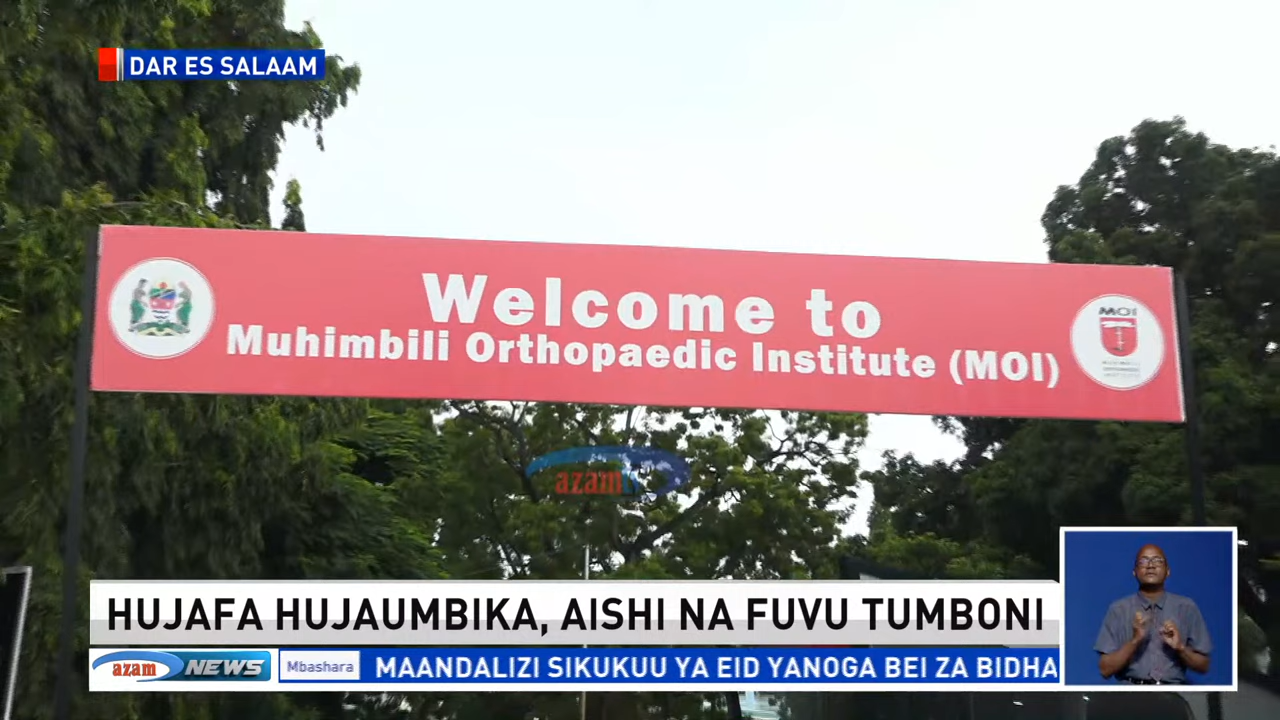 DAR ES SALAAM
Welcome to
Muhimbili Orthopaedic Institute (MOI)
MOI
azam
HUJAFA HUJAUMBIKA, AISHI NA FUVU TUMBONI
azam NEWS
Mbashara
MAANDALIZI SIKUKUU YA EID YANOGA BEI ZA BIDHA